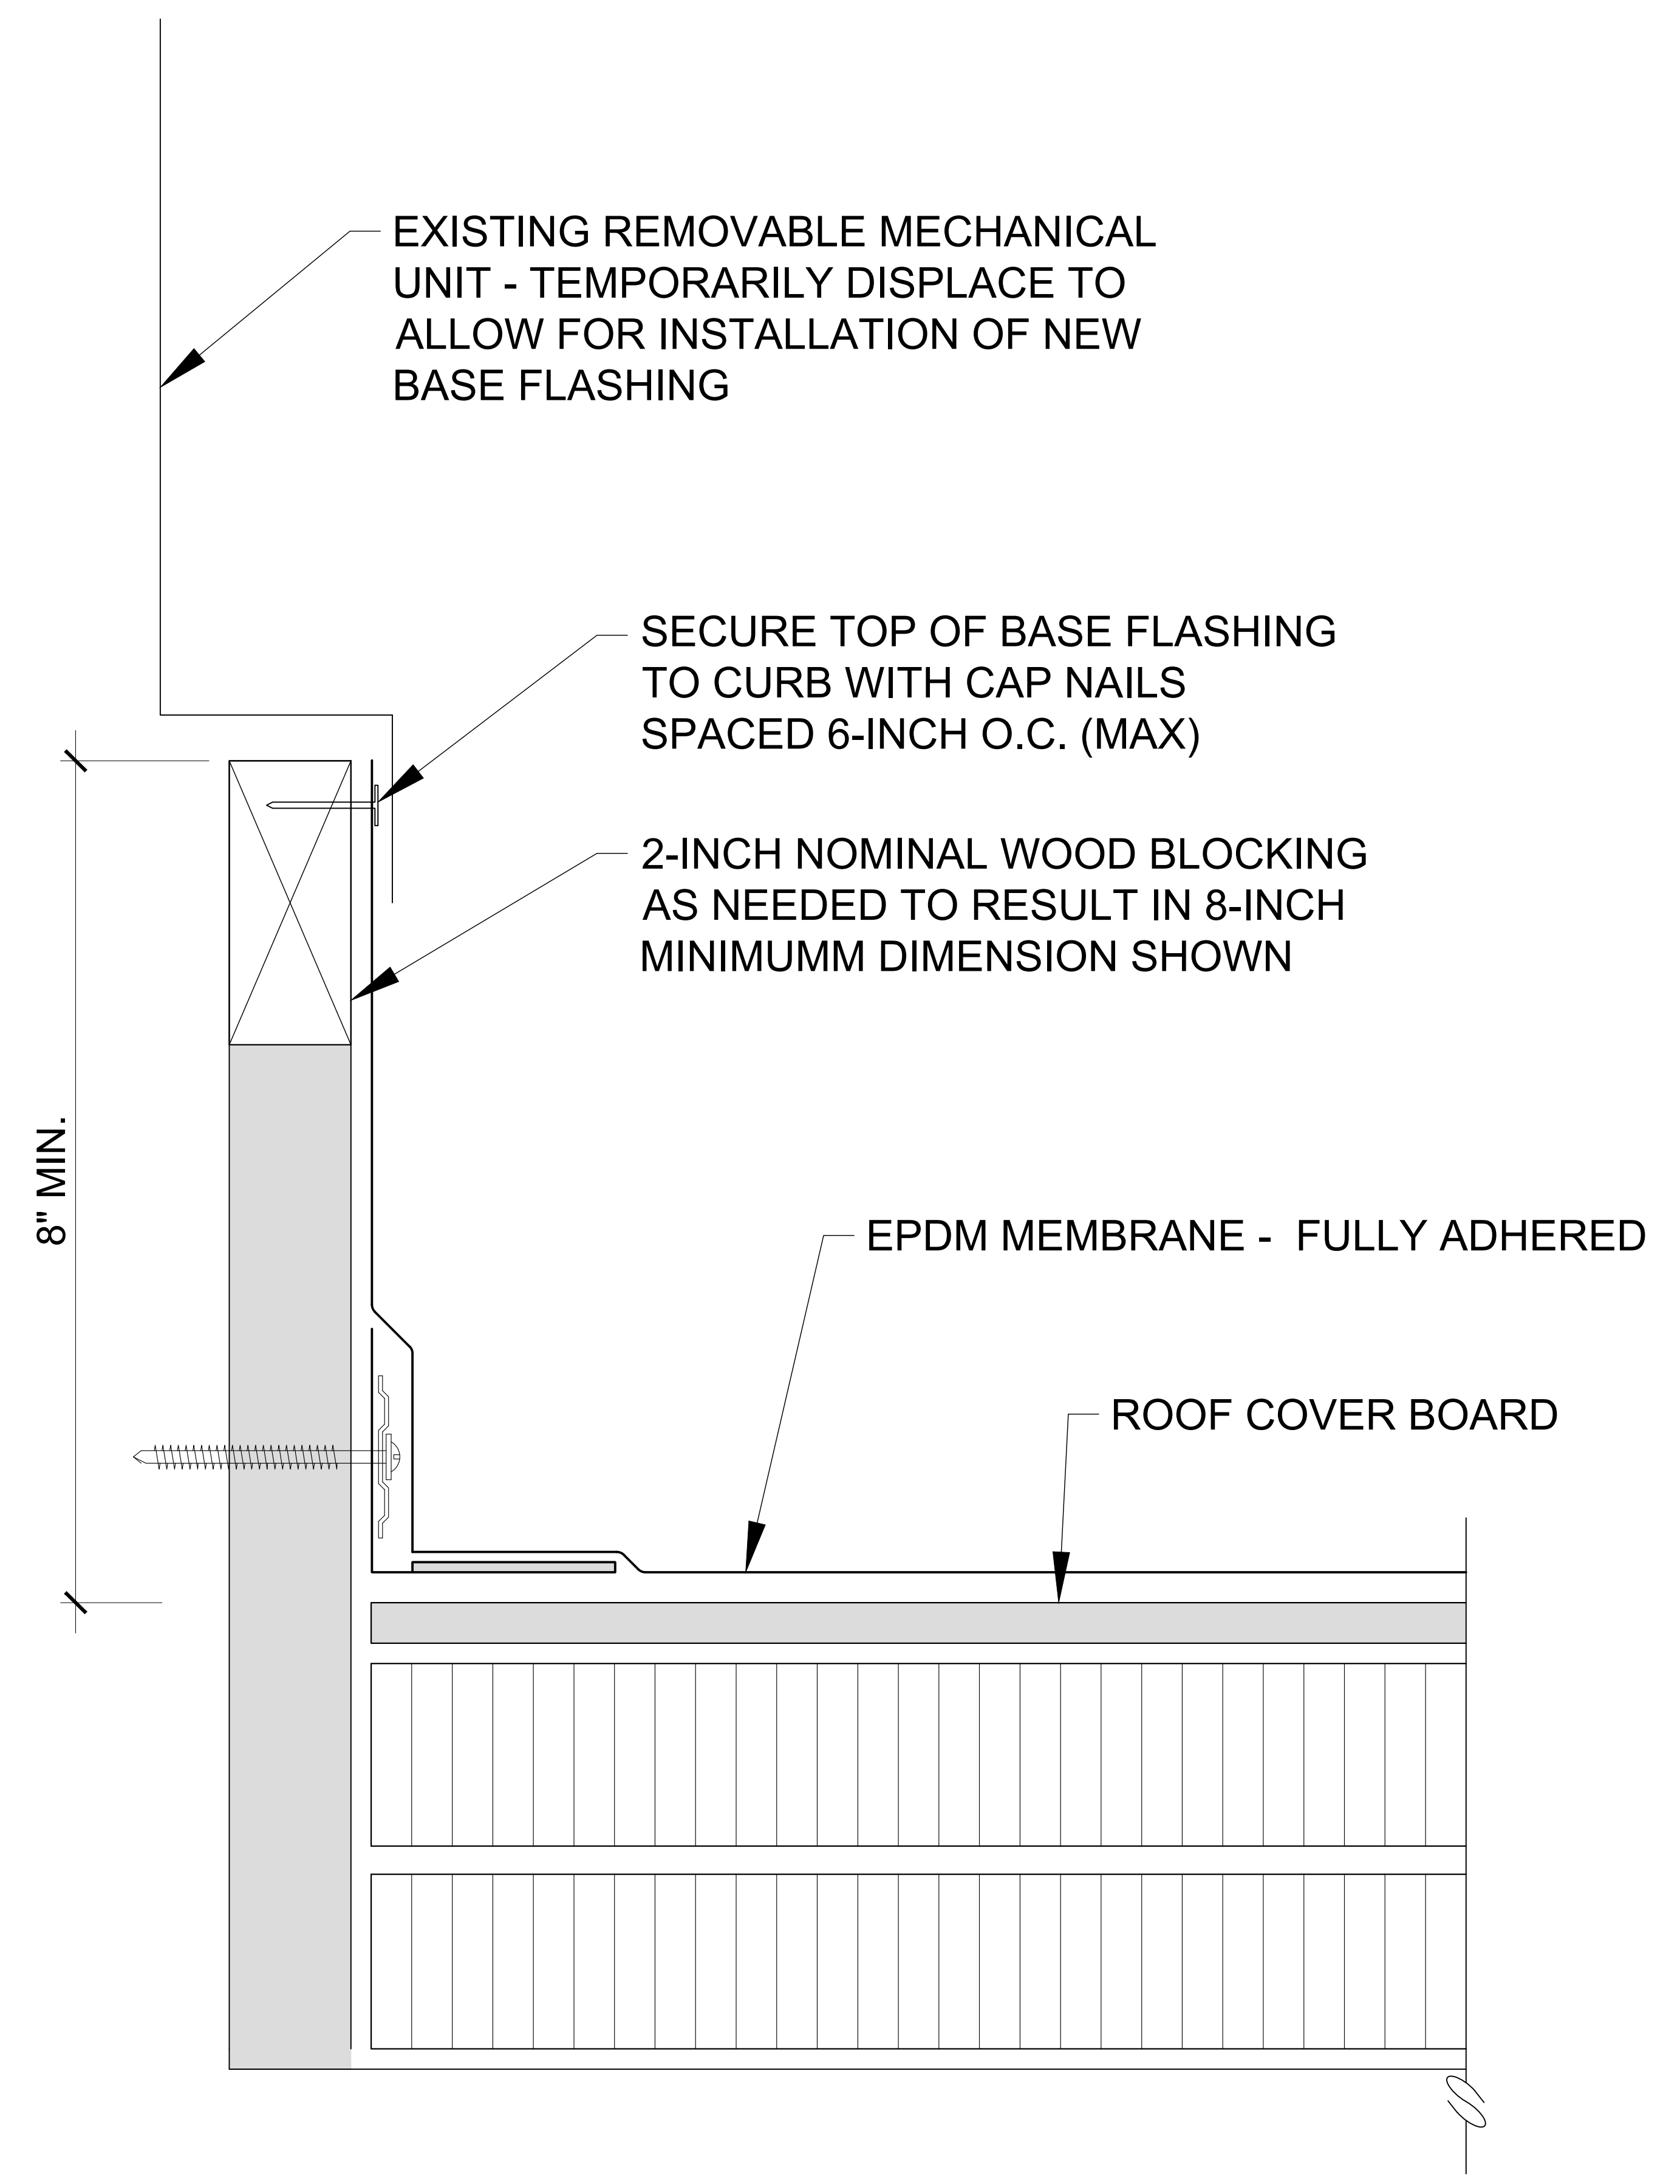 EXISTING REMOVABLE MECHANICAL
UNIT - TEMPORARILY DISPLACE TO
ALLOW FOR INSTALLATION OF NEW
BASE FLASHING
SECURE TOP OF BASE FLASHING
TO CURB WITH CAP NAILS
SPACED 6-INCH O.C. (MAX)
2-INCH NOMINAL WOOD BLOCKING
AS NEEDED TO RESULT IN 8-INCH
MINIMUMM DIMENSION SHOWN
8" MIN.
EPDM MEMBRANE - FULLY ADHERED
ROOF COVER BOARD